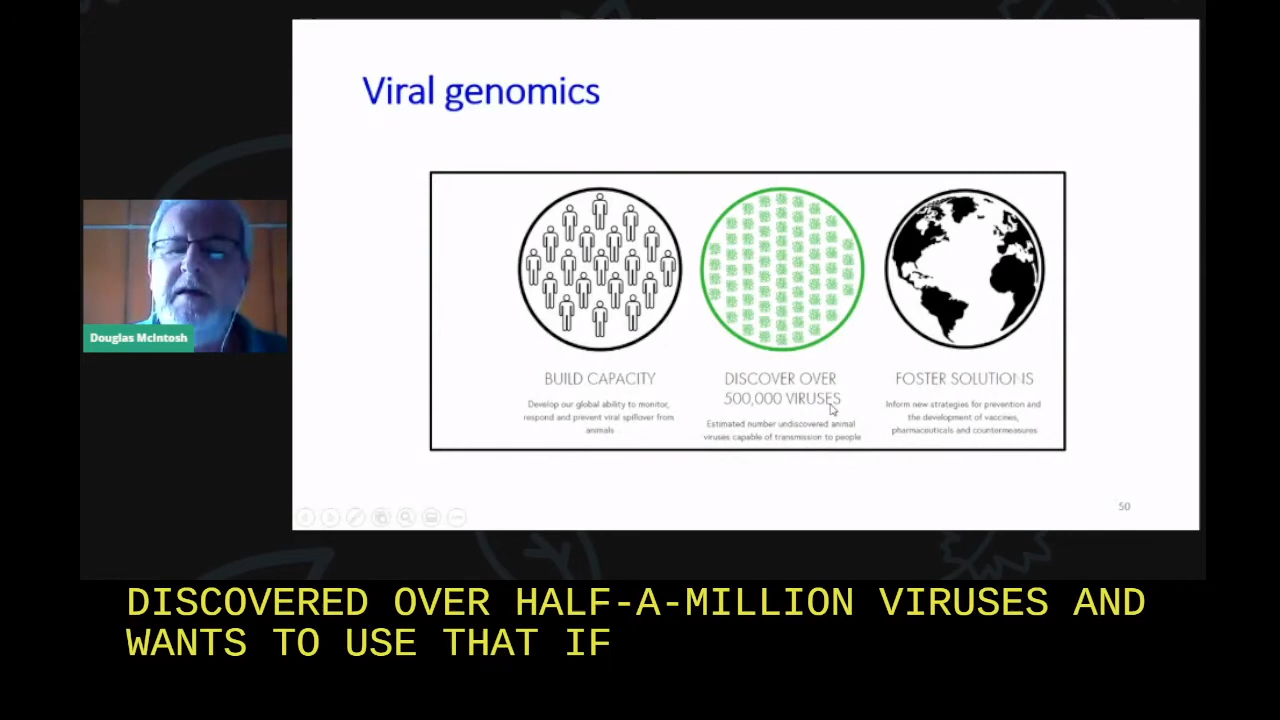 Viral genomics
BUILD CAPACITY
Develop our global ability to monitor,
respond and prevent viral spillover from
animals
DISCOVER OVER
500,000 VIRUSES
Estimated number undiscovered animal
viruses capable of transmission to people
FOSTER SOLUTIONS
Inform new strategies for prevention and
the development of vaccines,
pharmaceuticals and countermeasures
50
Douglas McIntosh
DISCOVERED OVER HALF-A-MILLION VIRUSES AND
WANTS TO USE THAT IF